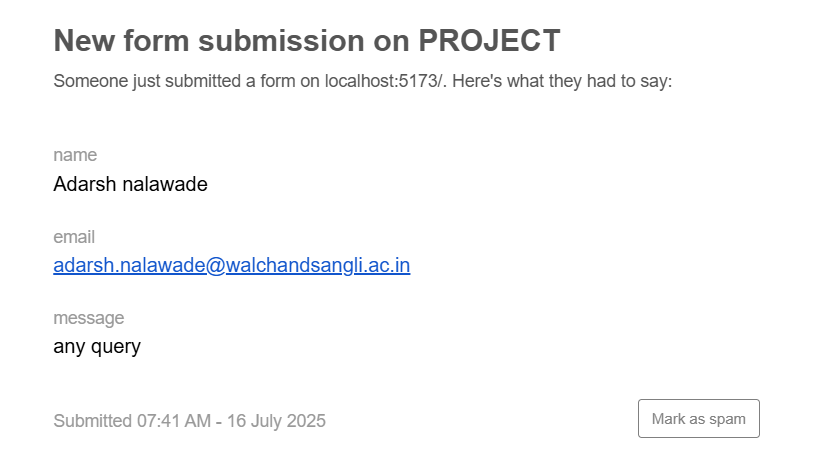 New form submission on PROJECT
Someone just submitted a form on localhost:5173/. Here's what they had to say:
name
Adarsh nalawade
email
adarsh.nalawade@walchandsangli.ac.in
message
any query
Submitted 07:41 AM - 16 July 2025
Mark as spam